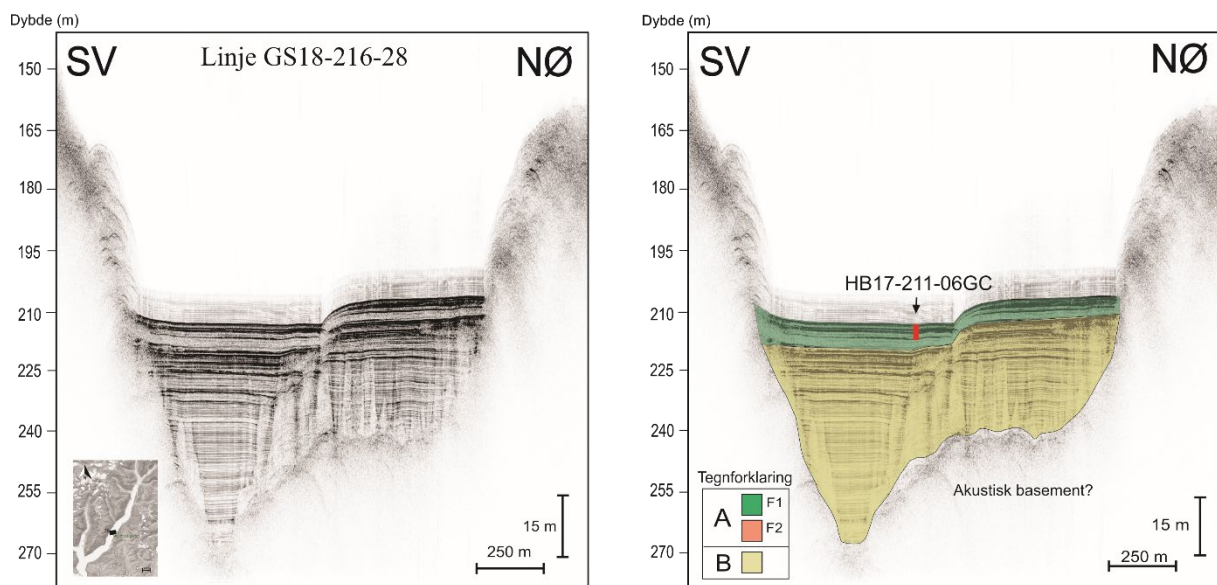 Dybde (m)
SV
Linje GS18-216-28
NØ
150
165
180
195
210
225
240
255
270
15 m
250 m
Dybde (m)
SV
NØ
150
165
180
195
210
225
240
255
270
HB17-211-06GC
Akustisk basement?
Tegnforklaring
A
F1
F2
B
15 m
250 m